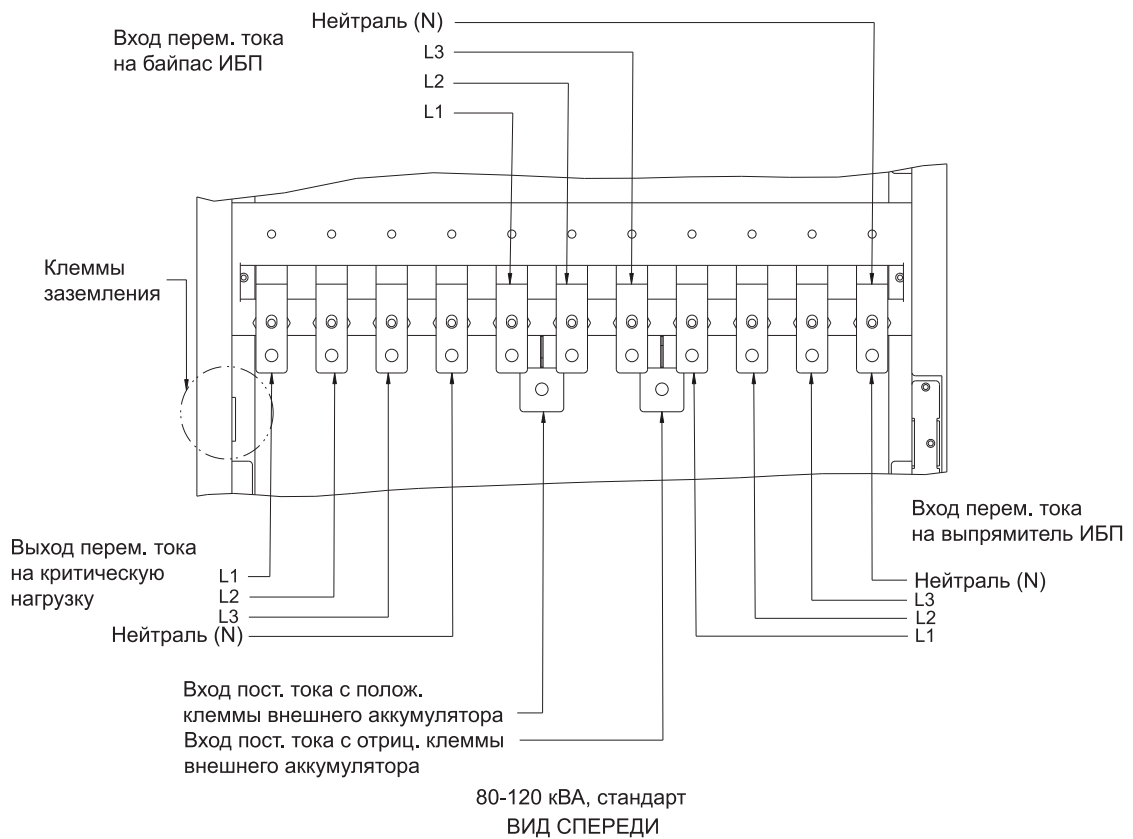 Нейтраль (N)
Вход перем. тока
на байпас ИБП
L3
L2
L1
Клеммы
заземления
Вход перем. тока
на выпрямитель ИБП
Выход перем. тока
на критическую
нагрузку
L1
L2
L3
Нейтраль (N)
Нейтраль (N)
L3
L2
L1
Вход пост. тока с полож.
клеммы внешнего аккумулятора
Вход пост. тока с отриц. клеммы
внешнего аккумулятора
80-120 кВА, стандарт
ВИД СПЕРЕДИ